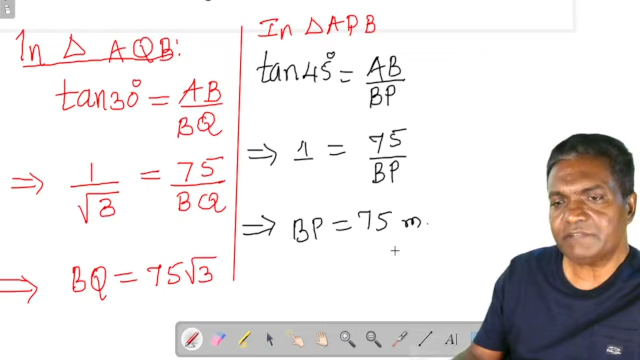 In △ AQB:
tan30° = AB/BQ
⇒ 1/√3 = 75/BQ
⇒ BQ = 75√3
In △APB
tan45° = AB/BP
⇒ 1 = 75/BP
⇒ BP = 75 m.
A